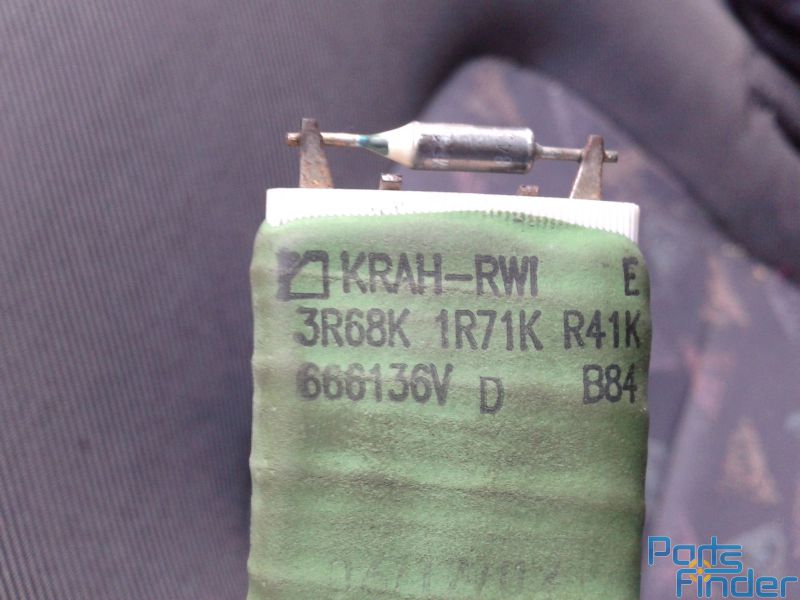 KRAH-RWI E
3R68K 1R71K R41K
666136V D B84
Parts
Finder